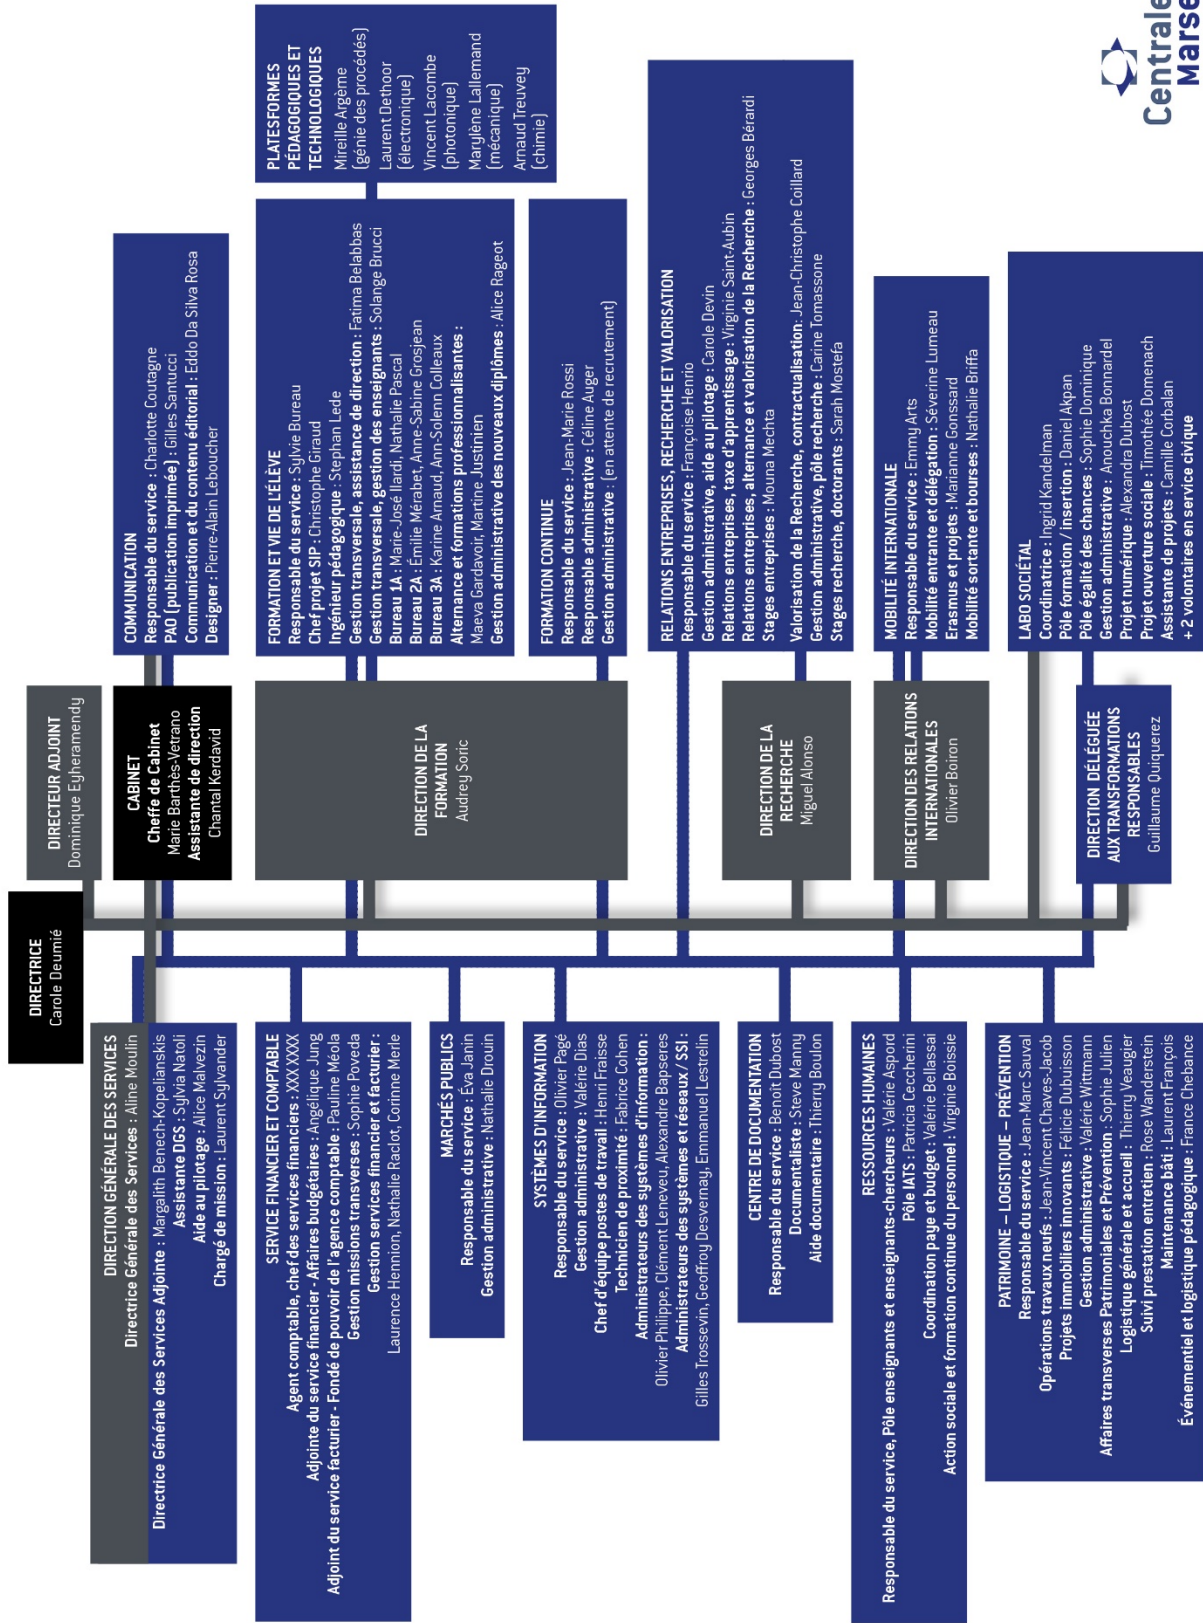 DIRECTRICE
Carole Deumié
DIRECTEUR ADJOINT
Dominique Eyheramendy
CABINET
Cheffe de Cabinet
Marie Barthès-Vetrano
Assistante de direction
Chantal Kerdavid
DIRECTION GÉNÉRALE DES SERVICES
Directrice Générale des Services : Aline Moulin
Directrice Générale des Services Adjointe : Margalith Benech-Kopelianskis
Assistante DGS : Sylvia Natoli
Aide au pilotage : Alice Malvezin
Chargé de mission : Laurent Sylvander
SERVICE FINANCIER ET COMPTABLE
Agent comptable, chef des services financiers : XXX XXXX
Adjointe du service financier - Affaires budgétaires : Angélique Jung
Adjoint du service facturier - Fondé de pouvoir de l'agence comptable : Pauline Méola
Gestion missions transverses : Sophie Poveda
Gestion services financier et facturier :
Laurence Hennion, Nathalie Raclot, Corinne Merle
MARCHÉS PUBLICS
Responsable du service : Éva Janin
Gestion administrative : Nathalie Drouin
SYSTÈMES D'INFORMATION
Responsable du service : Olivier Pagé
Gestion administrative : Valérie Dias
Chef d'équipe postes de travail : Henri Fraisse
Technicien de proximité : Fabrice Cohen
Administrateurs des systèmes d'information :
Olivier Philippe, Clément Leneveu, Alexandre Bapseres
Administrateurs des systèmes et réseaux / SSI :
Gilles Trossevin, Geoffroy Desvernay, Emmanuel Lestrelin
CENTRE DE DOCUMENTATION
Responsable du service : Benoît Dubost
Documentaliste : Steve Manny
Aide documentaire : Thierry Boulon
RESSOURCES HUMAINES
Responsable du service, Pôle enseignants et enseignants-chercheurs : Valérie Aspord
Pôle IATS : Patricia Ceccherini
Coordination paye et budget : Valérie Bellassai
Action sociale et formation continue du personnel : Virginie Boissie
PATRIMOINE – LOGISTIQUE – PRÉVENTION
Responsable du service : Jean-Marc Sauval
Opérations travaux neufs : Jean-Vincent Chaves-Jacob
Projets immobiliers innovants : Félicie Dubuisson
Gestion administrative : Valérie Wittmann
Affaires transverses Patrimoniales et Prévention : Sophie Julien
Logistique générale et accueil : Thierry Veaugier
Suivi prestation entretien : Rose Wanderstein
Maintenance bâti : Laurent François
Événementiel et logistique pédagogique : France Chebance
DIRECTION DE LA
FORMATION
Audrey Soric
DIRECTION DE LA
RECHERCHE
Miguel Alonso
DIRECTION DES RELATIONS
INTERNATIONALES
Olivier Boiron
DIRECTION DÉLÉGUÉE
AUX TRANSFORMATIONS
RESPONSABLES
Guillaume Quiquerez
COMMUNICATION
Responsable du service : Charlotte Coutagne
PAO (publication imprimée) : Gilles Santucci
Communication et du contenu éditorial : Eddo Da Silva Rosa
Designer : Pierre-Alain Leboucher
FORMATION ET VIE DE L'ÉLÈVE
Responsable du service : Sylvie Bureau
Chef projet SIP : Christophe Giraud
Ingénieur pédagogique : Stephan Lede
Gestion transversale, assistance de direction : Fatima Belabbas
Gestion transversale, gestion des enseignants : Solange Brucci
Bureau 1A : Marie-José Ilardi, Nathalie Pascal
Bureau 2A : Émilie Mérabet, Anne-Sabine Grosjean
Bureau 3A : Karine Arnaud, Ann-Solenn Colleaux
Alternance et formations professionnalisantes :
Maeva Gardavoir, Martine Justinien
Gestion administrative des nouveaux diplômes : Alice Rageot
PLATESFORMES
PÉDAGOGIQUES ET
TECHNOLOGIQUES
Mireille Argème
(génie des procédés)
Laurent Dethoor
(électronique)
Vincent Lacombe
(photonique)
Marylène Lallemand
(mécanique)
Arnaud Treuvey
(chimie)
FORMATION CONTINUE
Responsable du service : Jean-Marie Rossi
Responsable administrative : Céline Auger
Gestion administrative : (en attente de recrutement)
RELATIONS ENTREPRISES, RECHERCHE ET VALORISATION
Responsable du service : Françoise Henrio
Gestion administrative, aide au pilotage : Carole Devin
Relations entreprises, taxe d'apprentissage : Virginie Saint-Aubin
Relations entreprises, alternance et valorisation de la Recherche : Georges Bérardi
Stages entreprises : Mouna Mechta
Valorisation de la Recherche, contractualisation : Jean-Christophe Coillard
Gestion administrative, pôle recherche : Carine Tomassone
Stages recherche, doctorants : Sarah Mostefa
MOBILITÉ INTERNATIONALE
Responsable du service : Emmy Arts
Mobilité entrante et délégation : Séverine Lumeau
Erasmus et projets : Marianne Gonssard
Mobilité sortante et bourses : Nathalie Briffa
LABO SOCIÉTAL
Coordinatrice : Ingrid Kandelman
Pôle formation / insertion : Daniel Akpan
Pôle égalité des chances : Sophie Dominique
Gestion administrative : Anouchka Bonnardel
Projet numérique : Alexandra Dubost
Projet ouverture sociale : Timothée Domenach
Assistante de projets : Camille Corbalan
+ 2 volontaires en service civique
Centrale
Marse